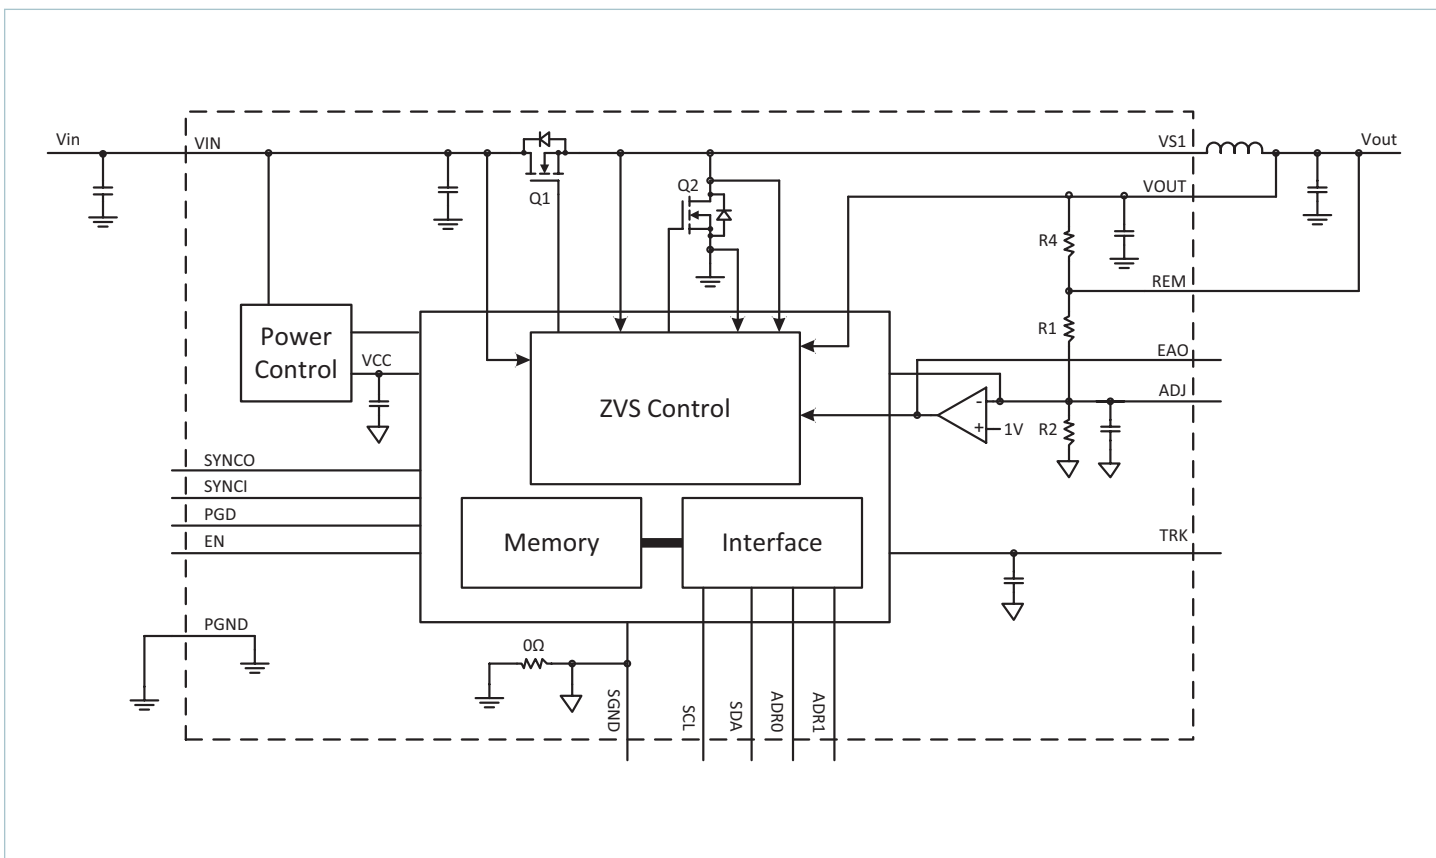 Vin
VIN
VS1
Vout
Q1
Q2
VOUT
R4
REM
R1
Power
Control
VCC
EAO
ADJ
ZVS Control
-
+
1V
R2
SYNCO
SYNCI
PGD
EN
Memory
Interface
TRK
PGND
0Ω
SGND
SCL
SDA
ADR0
ADR1